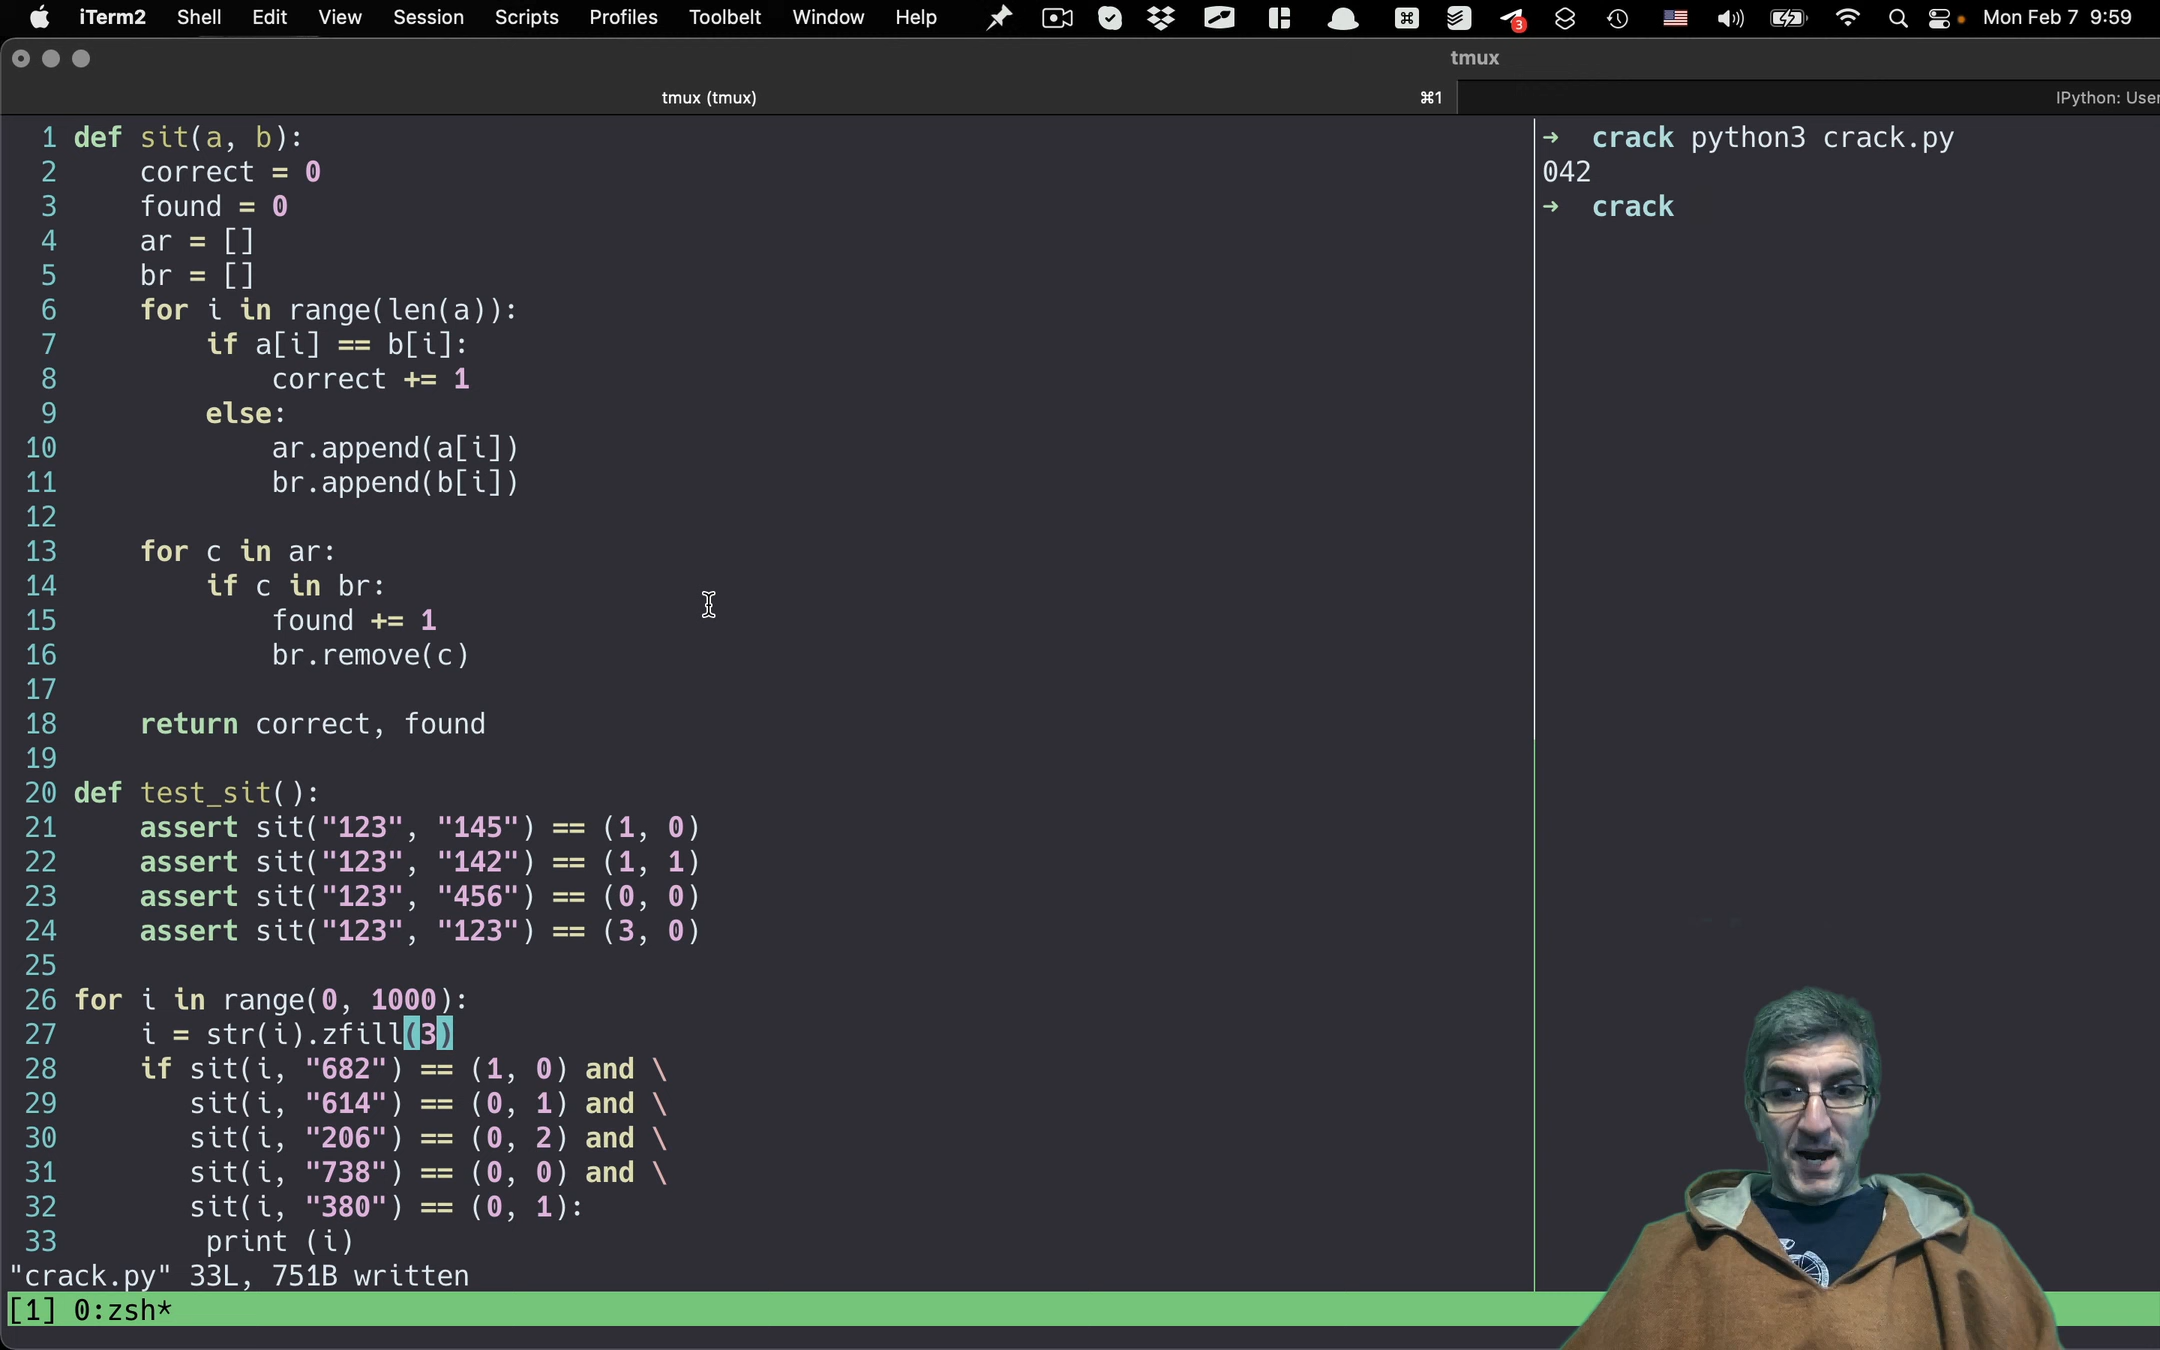 iTerm2 Shell Edit View Session Scripts Profiles Toolbelt Window Help 3 Mon Feb 7 9:59
tmux
tmux (tmux) ⌘1 IPython: User
1 def sit(a, b):
2     correct = 0
3     found = 0
4     ar = []
5     br = []
6     for i in range(len(a)):
7         if a[i] == b[i]:
8             correct += 1
9         else:
10             ar.append(a[i])
11             br.append(b[i])
12
13     for c in ar:
14         if c in br:
15             found += 1
16             br.remove(c)
17
18     return correct, found
19
20 def test_sit():
21     assert sit("123", "145") == (1, 0)
22     assert sit("123", "142") == (1, 1)
23     assert sit("123", "456") == (0, 0)
24     assert sit("123", "123") == (3, 0)
25
26 for i in range(0, 1000):
27     i = str(i).zfill(3)
28     if sit(i, "682") == (1, 0) and \
29        sit(i, "614") == (0, 1) and \
30        sit(i, "206") == (0, 2) and \
31        sit(i, "738") == (0, 0) and \
32        sit(i, "380") == (0, 1):
33         print (i)
"crack.py" 33L, 751B written
[1] 0:zsh*
→ crack python3 crack.py
042
→ crack